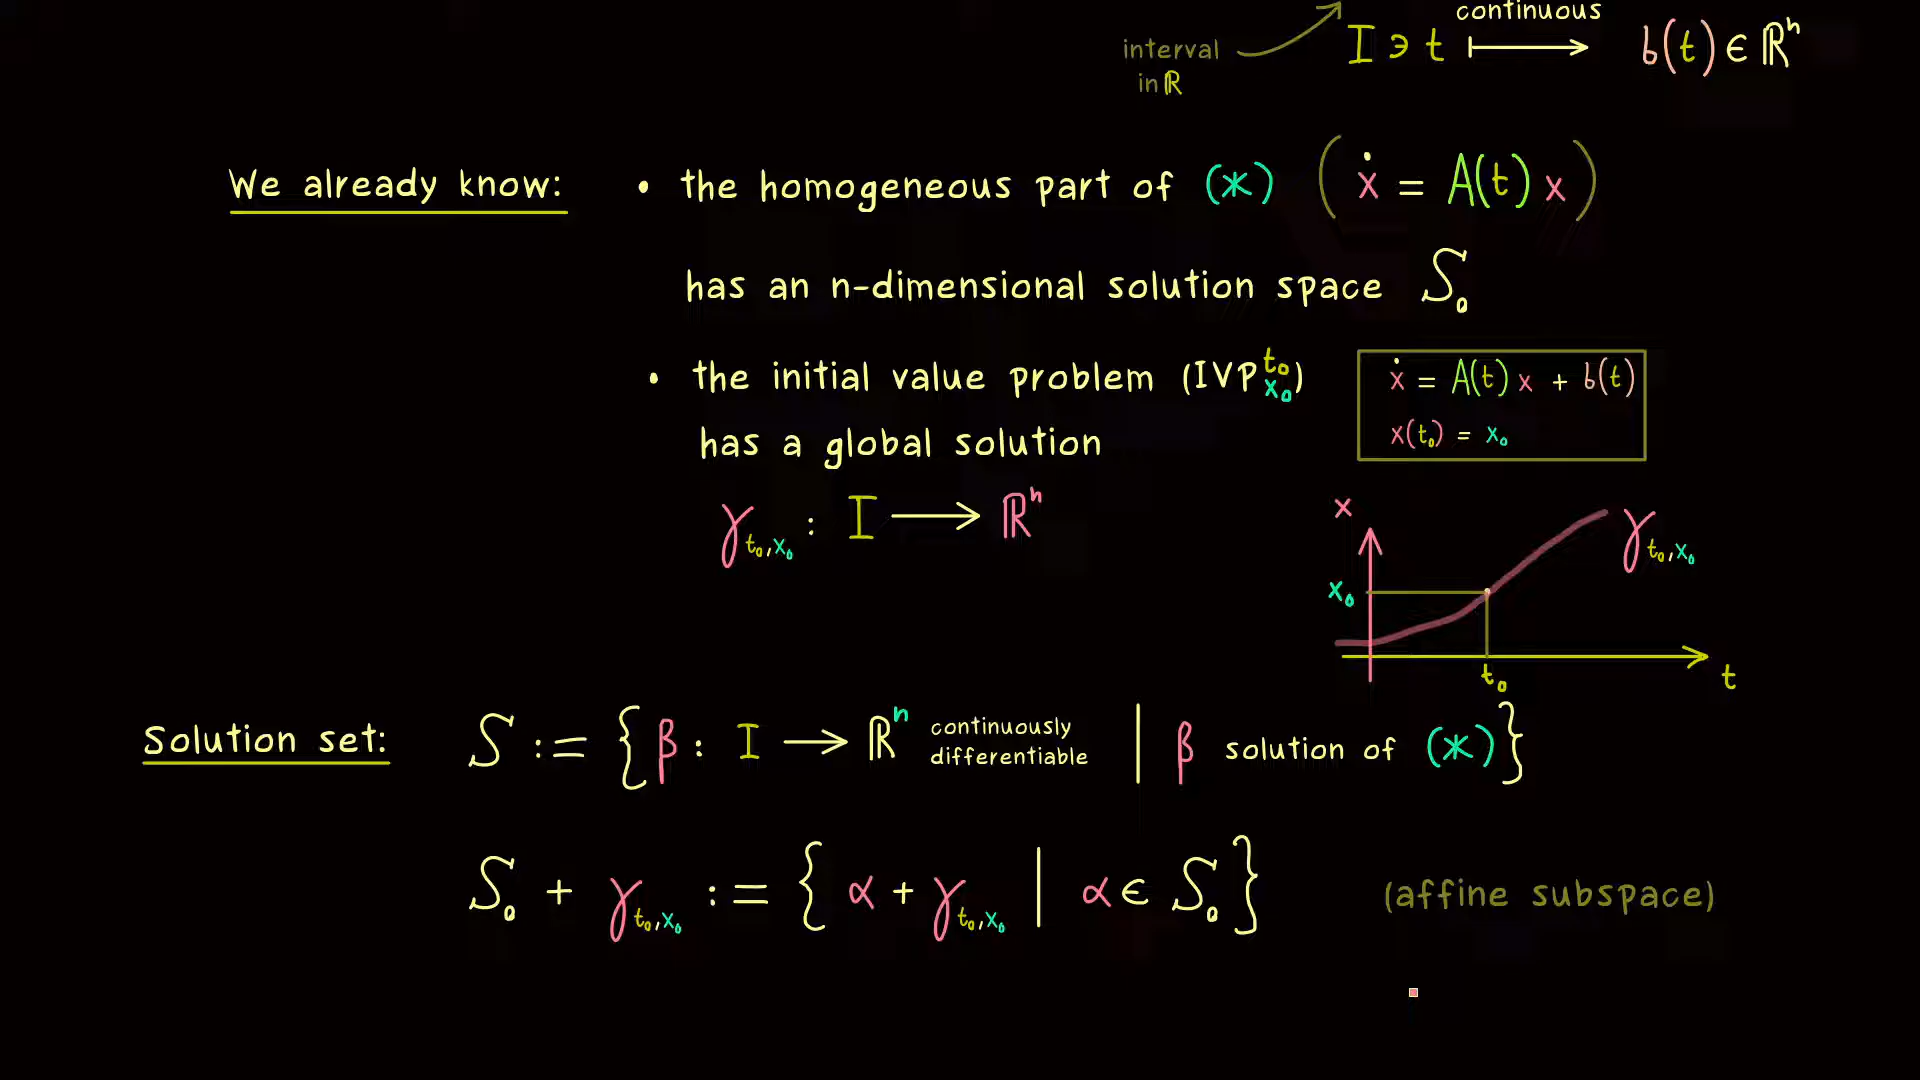 continuous
interval in ℝ
I ∋ t ⟼ b(t) ∈ ℝⁿ
We already know: • the homogeneous part of (*) (ẋ = A(t) x)
has an n-dimensional solution space S₀
• the initial value problem (IVP^{t₀}_{x₀})
has a global solution
γ_{t₀,x₀} : I ⟶ ℝⁿ
ẋ = A(t) x + b(t)
x(t₀) = x₀
x
γ_{t₀,x₀}
x₀
t₀
t
Solution set: S := { β : I ⟶ ℝⁿ continuously differentiable | β solution of (*) }
S₀ + γ_{t₀,x₀} := { α + γ_{t₀,x₀} | α ∈ S₀ } (affine subspace)